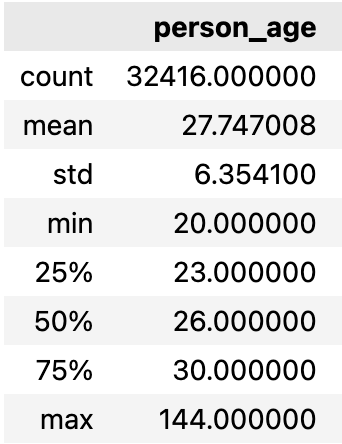 person_age
count 32416.000000
mean 27.747008
std 6.354100
min 20.000000
25% 23.000000
50% 26.000000
75% 30.000000
max 144.000000